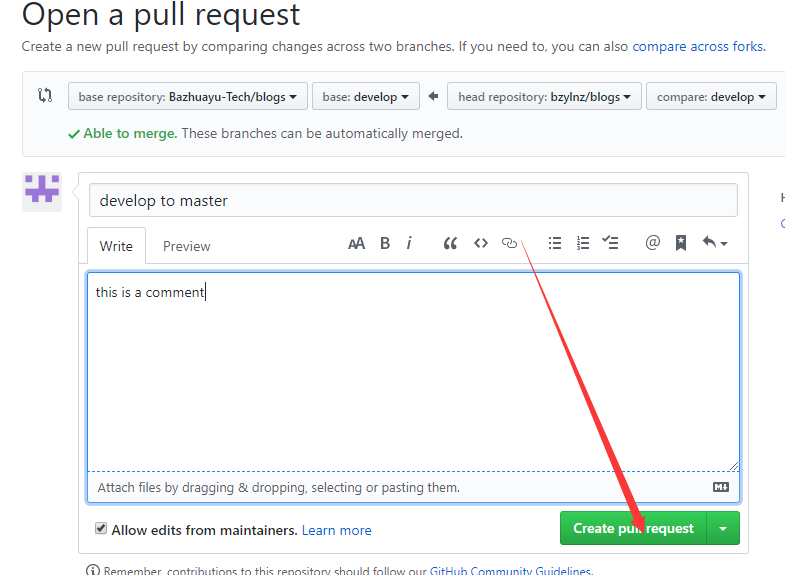 Open a pull request
Create a new pull request by comparing changes across two branches. If you need to, you can also compare across forks.
base repository: Bazhuayu-Tech/blogs base: develop head repository: bzylnz/blogs compare: develop
Able to merge. These branches can be automatically merged.
develop to master
Write Preview AA B i
this is a comment
Attach files by dragging & dropping, selecting or pasting them.
Allow edits from maintainers. Learn more Create pull request
Remember, contributions to this repository should follow our GitHub Community Guidelines.